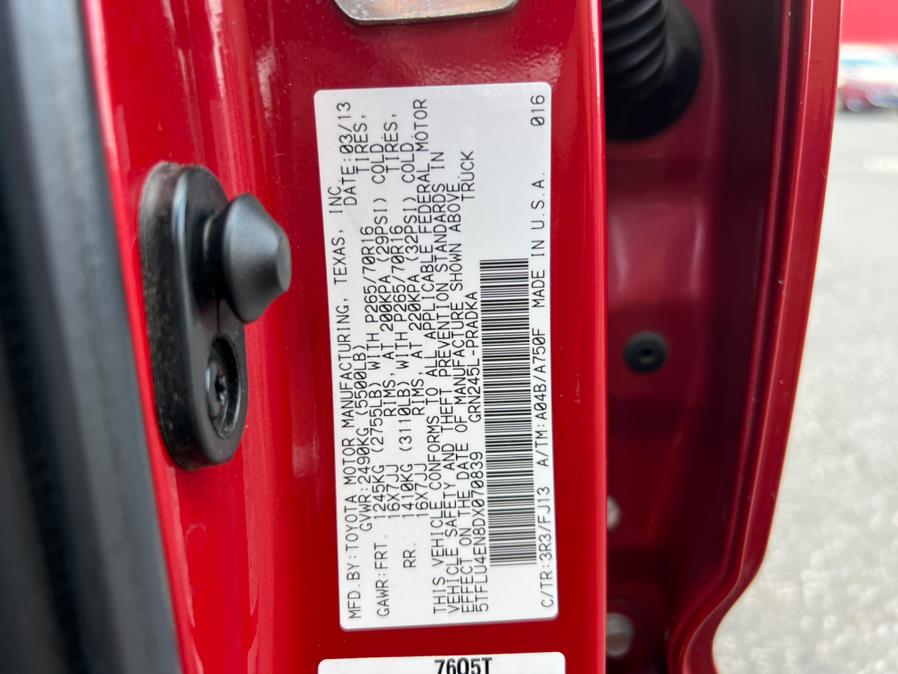 MFD.BY:TOYOTA MOTOR MANUFACTURING, TEXAS, INC.
GVWR:2490KG (5500LB) DATE:03/13
GAWR:FRT. 1245KG (2755LB) WITH P265/70R16 TIRES,
16X7JJ RIMS, AT 200KPA (29PSI) COLD
RR. 1410KG (3110LB) WITH P265/70R16 TIRES,
16X7JJ RIMS, AT 220KPA (32PSI) COLD
THIS VEHICLE CONFORMS TO ALL APPLICABLE FEDERAL MOTOR
VEHICLE SAFETY AND THEFT PREVENTION STANDARDS IN
EFFECT ON THE DATE OF MANUFACTURE SHOWN ABOVE.
5TFLU4EN8DX070839 GRN245L-PRADKA TRUCK
C/TR:3R3/FJ13 A/TM:A04B/A750F MADE IN U.S.A. 016
7605T